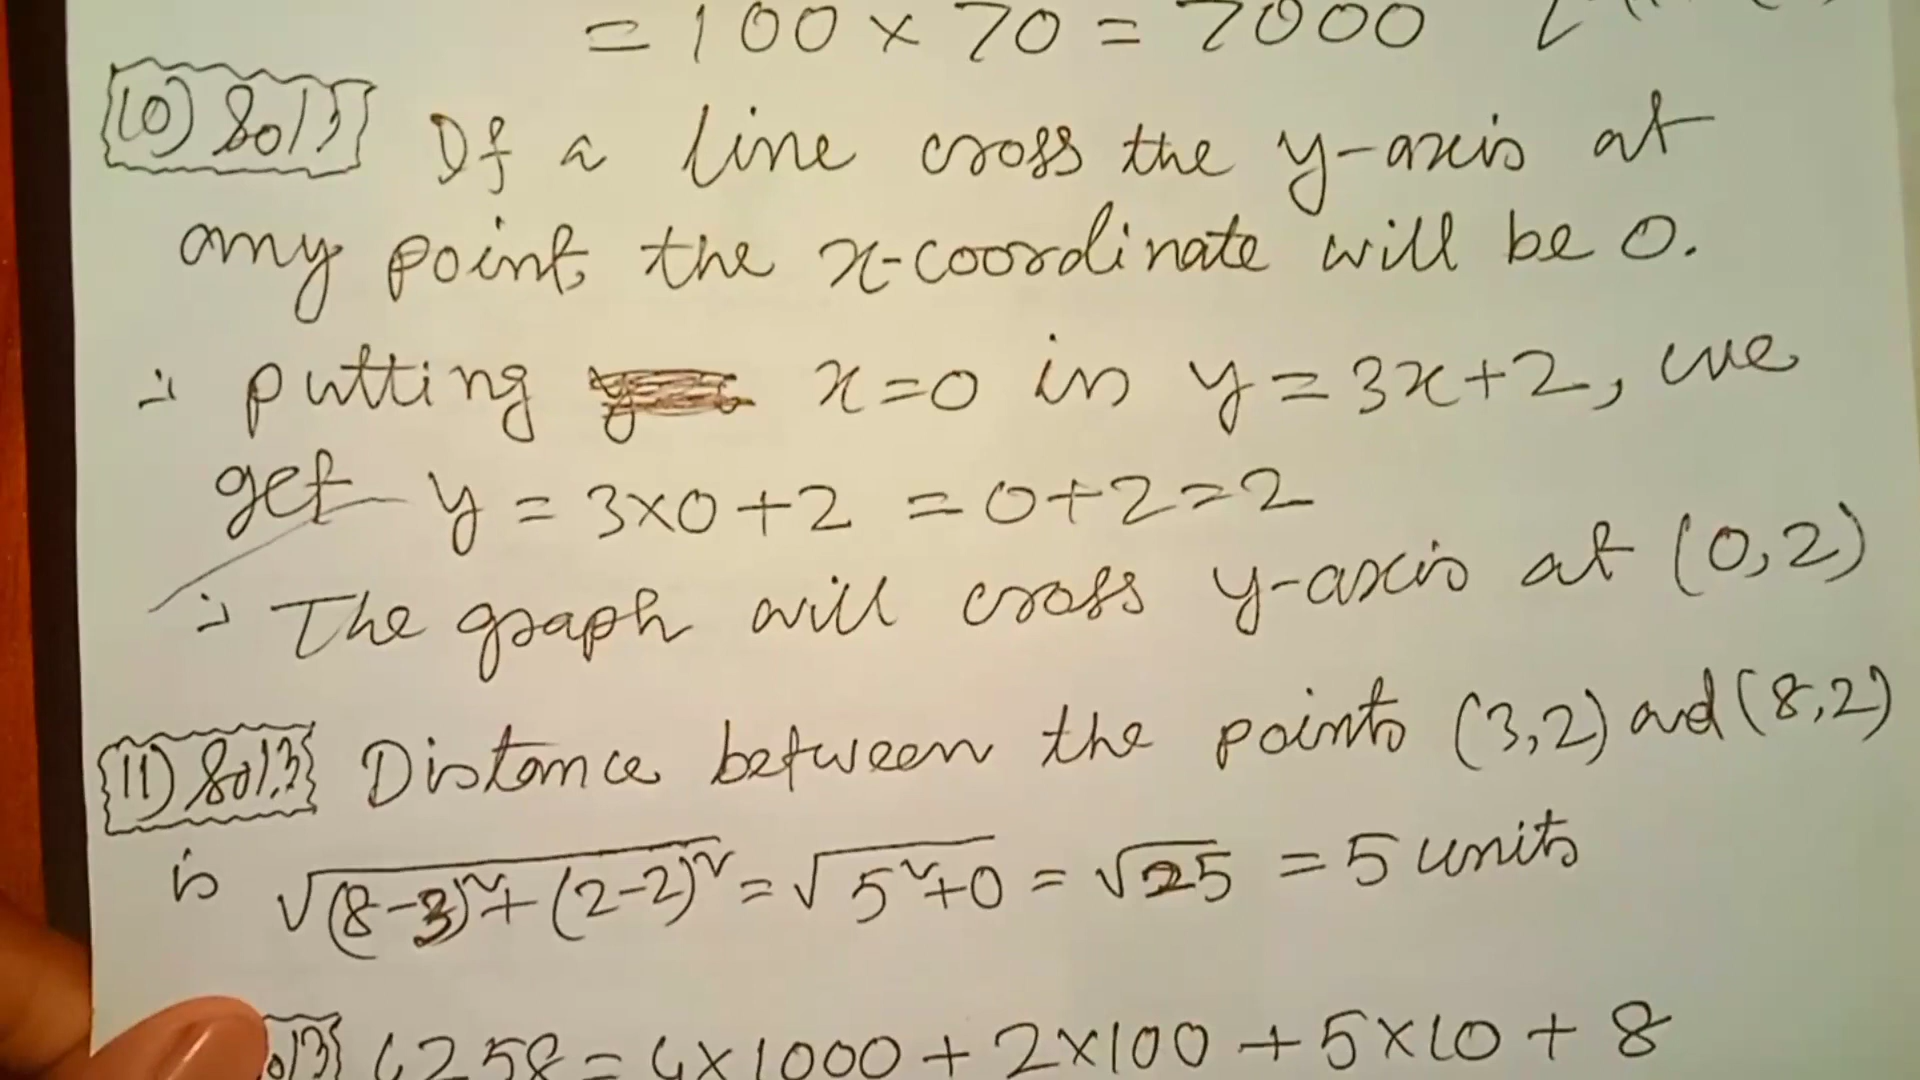 = 100 × 70 = 7000
10) Sol} If a line cross the y-axis at
any point, the x-coordinate will be 0.
∴ putting x=0 in y=3x+2, we
get y = 3×0+2 = 0+2=2
∴ The graph will cross y-axis at (0,2)
11) Sol} Distance between the points (3,2) and (8,2)
is √(8-3)²+(2-2)² = √5²+0 = √25 = 5 units
4258 = 4×1000 + 2×100 + 5×10 + 8